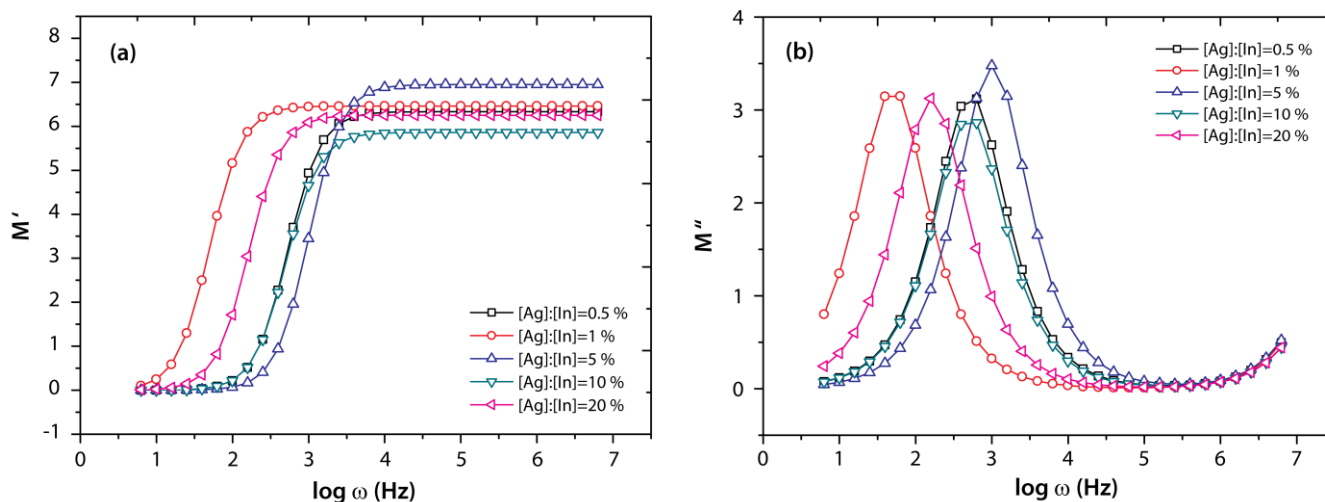 (a)
8
7
6
5
4
3
2
1
0
-1
M′
0 1 2 3 4 5 6 7
log ω (Hz)
[Ag]:[In]=0.5 %
[Ag]:[In]=1 %
[Ag]:[In]=5 %
[Ag]:[In]=10 %
[Ag]:[In]=20 %
(b)
4
3
2
1
0
M″
0 1 2 3 4 5 6 7
log ω (Hz)
[Ag]:[In]=0.5 %
[Ag]:[In]=1 %
[Ag]:[In]=5 %
[Ag]:[In]=10 %
[Ag]:[In]=20 %